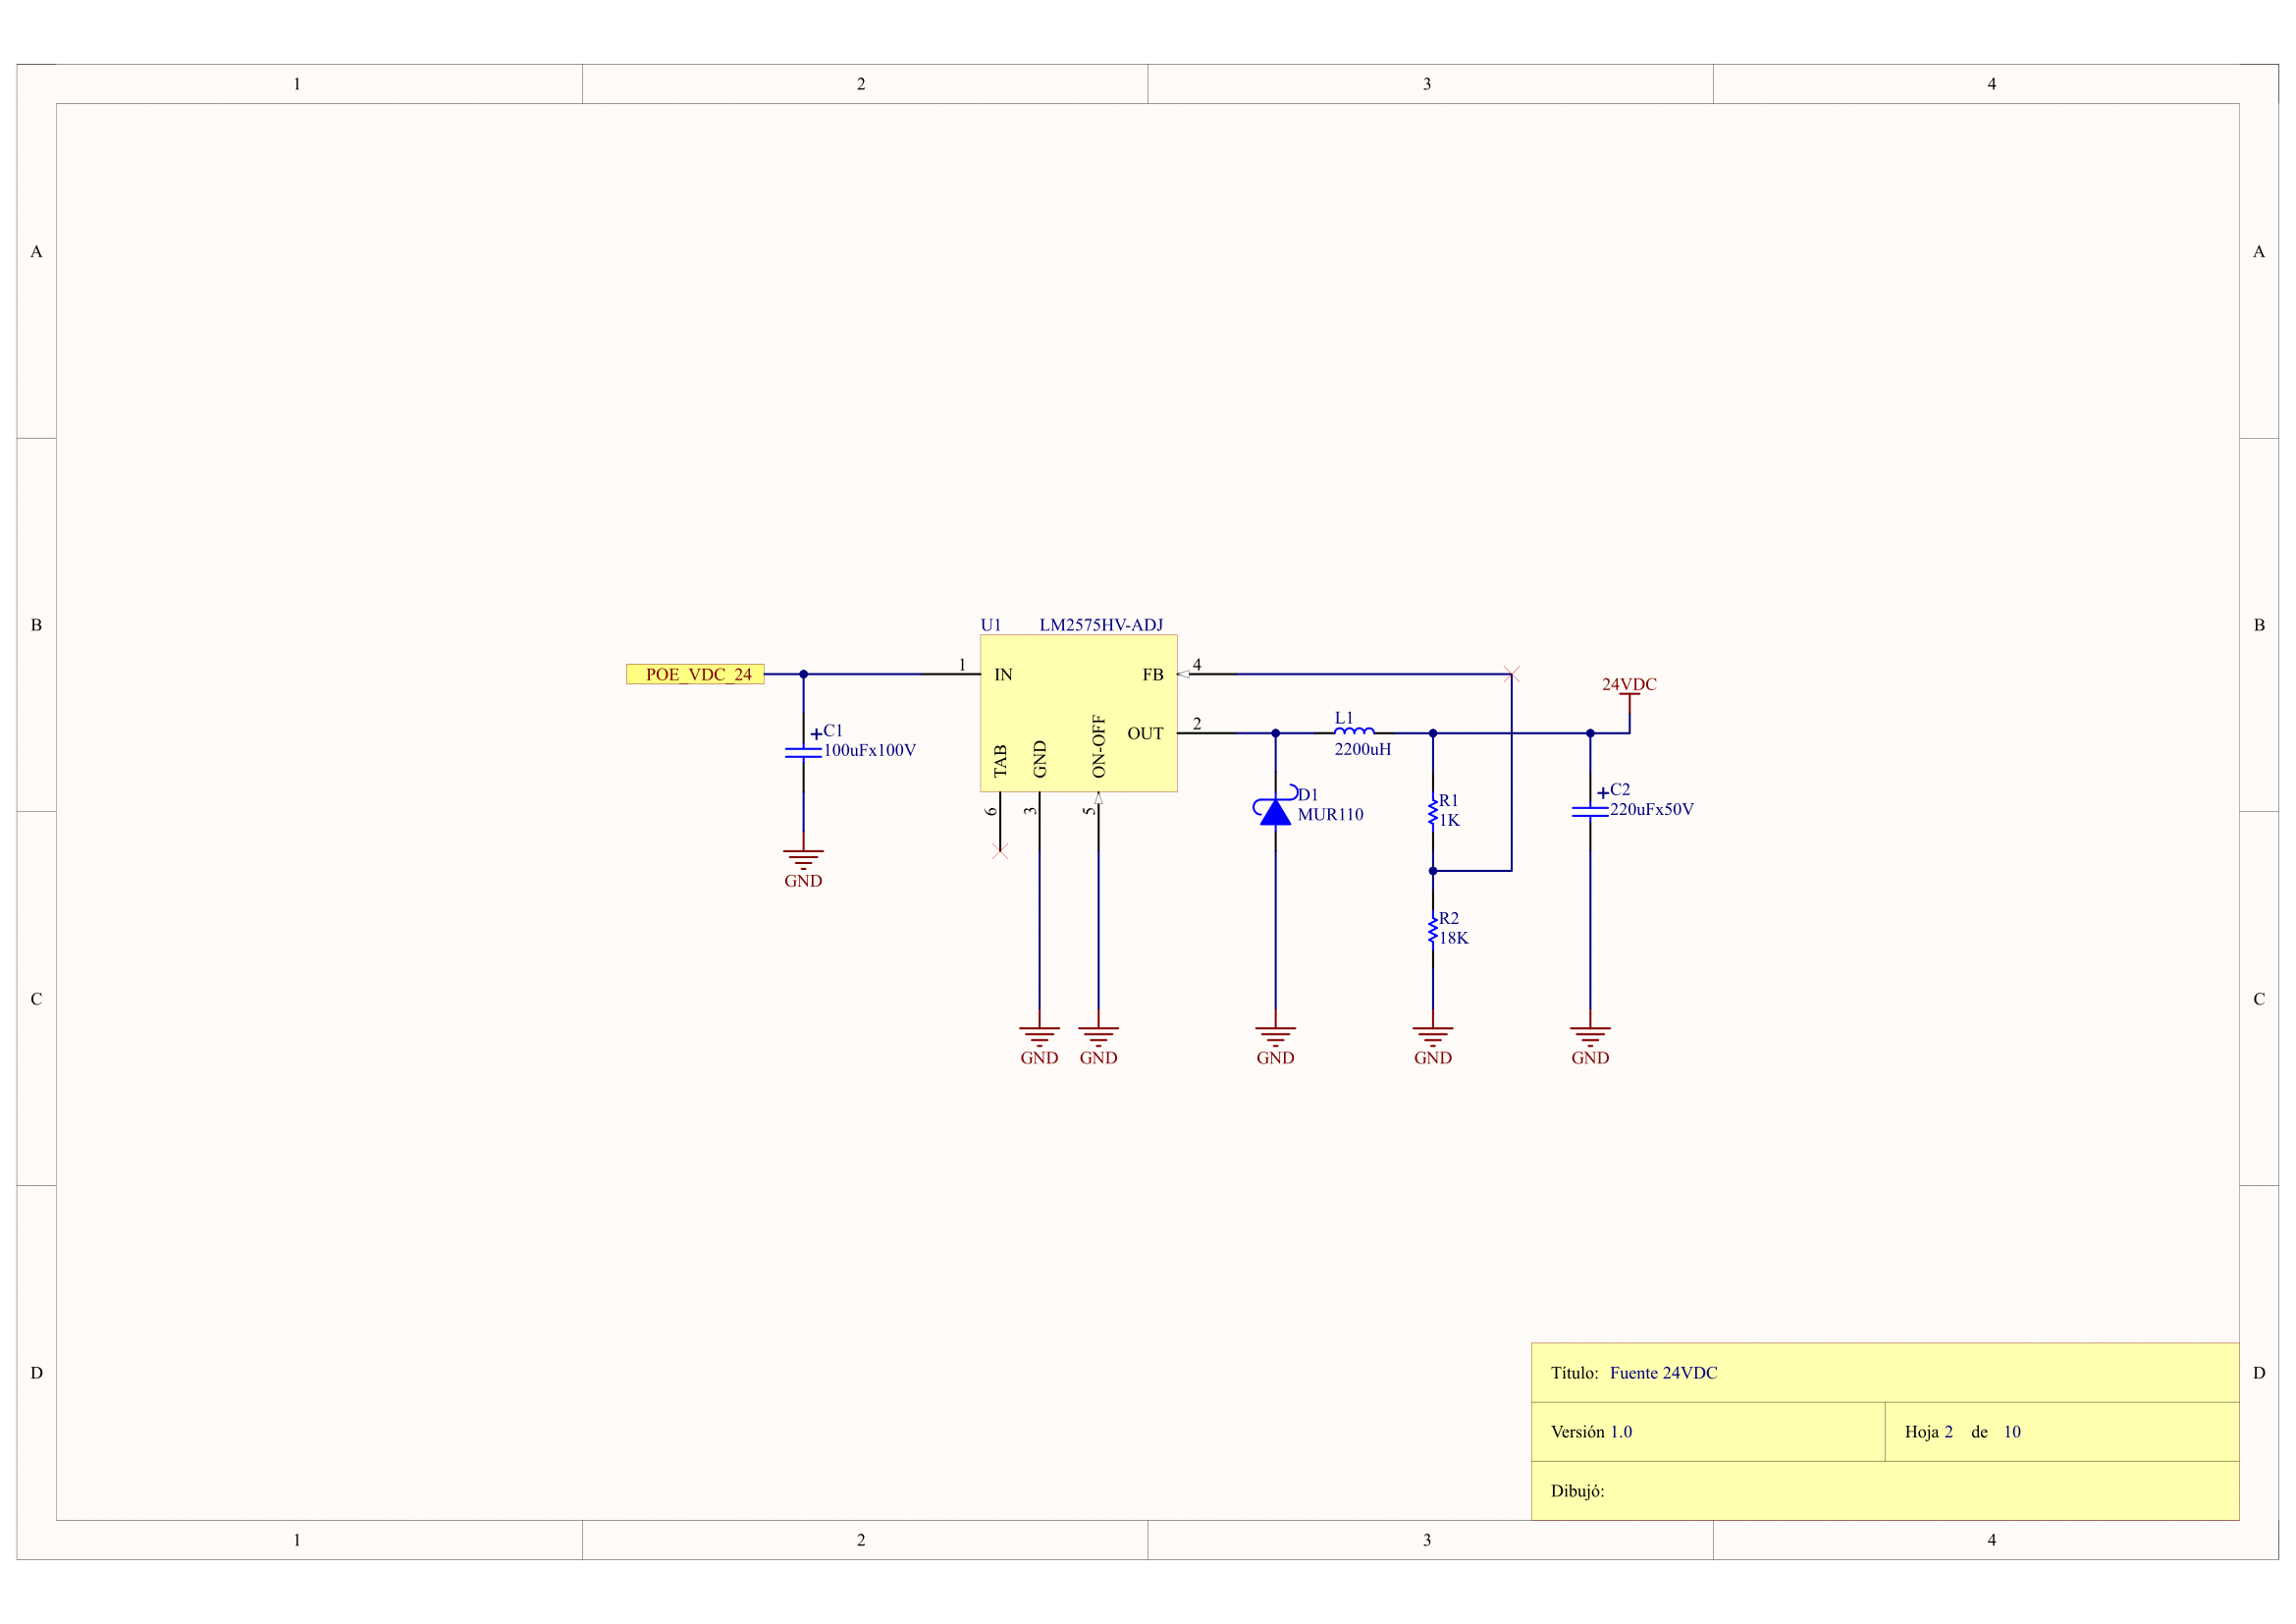 1 2 3 4
A A
B B
C C
D D
U1 LM2575HV-ADJ
POE_VDC_24
1 IN
FB 4
OUT 2
TAB GND ON-OFF
6 3 5
C1
100uFx100V
GND
L1
2200uH
24VDC
D1
MUR110
R1
1K
C2
220uFx50V
R2
18K
GND GND GND GND GND
Título: Fuente 24VDC
Versión 1.0 Hoja 2 de 10
Dibujó:
1 2 3 4